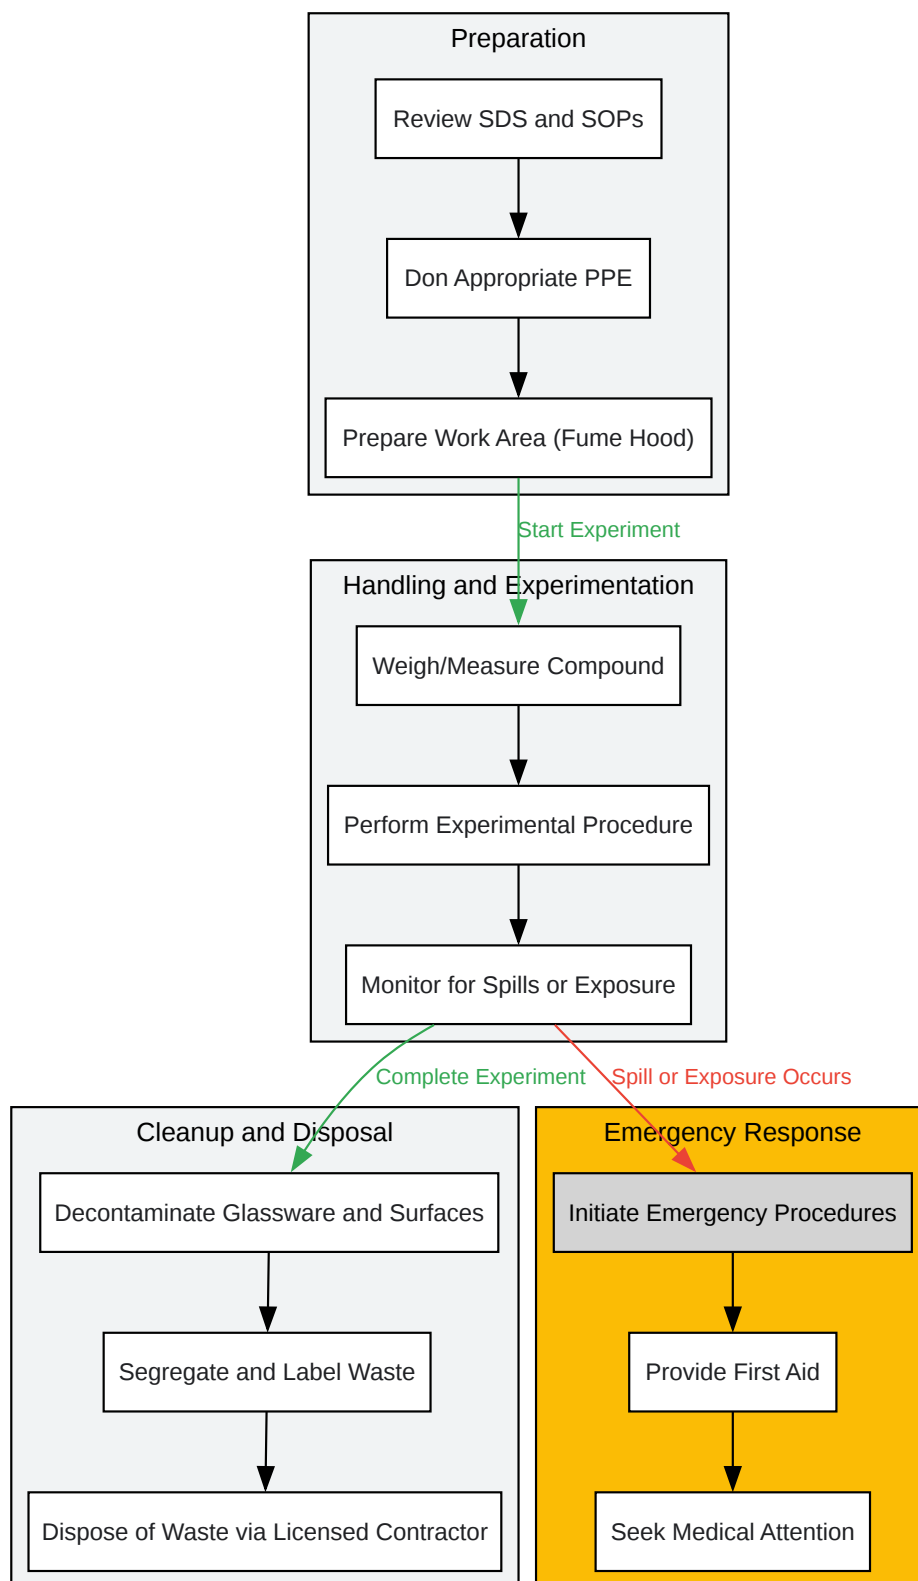 Preparation
Review SDS and SOPs
Don Appropriate PPE
Prepare Work Area (Fume Hood)
Start Experiment
Handling and Experimentation
Weigh/Measure Compound
Perform Experimental Procedure
Monitor for Spills or Exposure
Complete Experiment
Spill or Exposure Occurs
Cleanup and Disposal
Decontaminate Glassware and Surfaces
Segregate and Label Waste
Dispose of Waste via Licensed Contractor
Emergency Response
Initiate Emergency Procedures
Provide First Aid
Seek Medical Attention